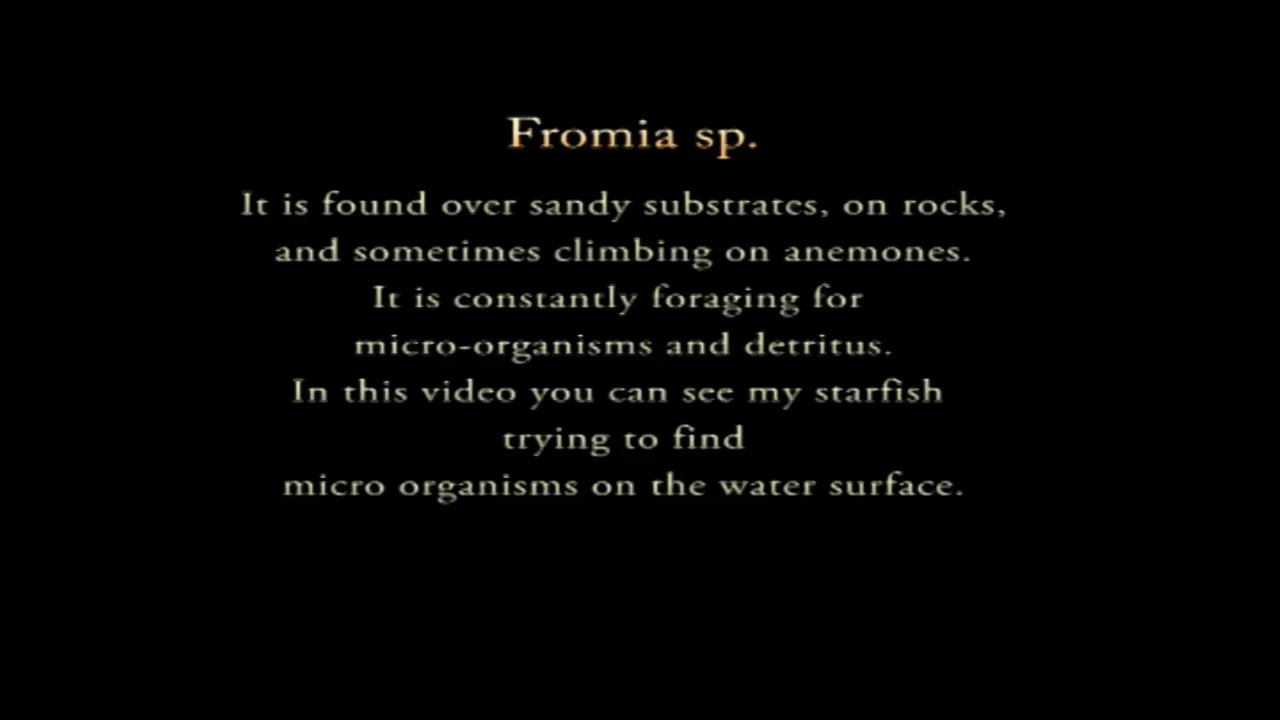 Fromia sp.
It is found over sandy substrates, on rocks,
and sometimes climbing on anemones.
It is constantly foraging for
micro-organisms and detritus.
In this video you can see my starfish
trying to find
micro organisms on the water surface.